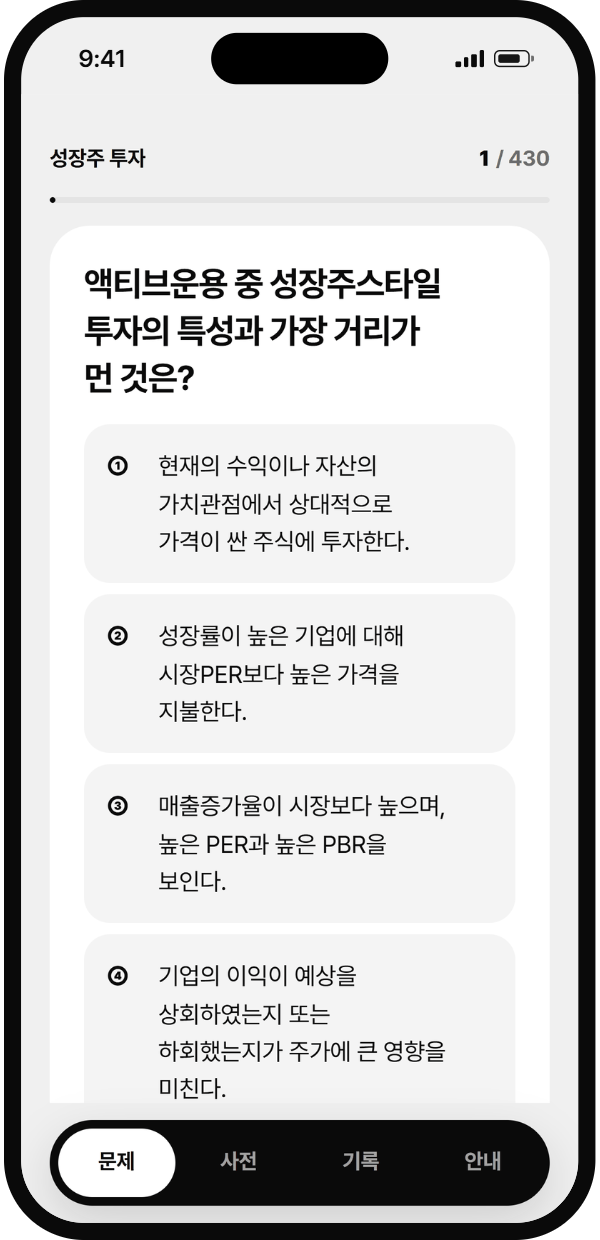 9:41
성장주 투자
1 / 430
액티브운용 중 성장주스타일
투자의 특성과 가장 거리가
먼 것은?
① 현재의 수익이나 자산의
가치관점에서 상대적으로
가격이 싼 주식에 투자한다.
② 성장률이 높은 기업에 대해
시장PER보다 높은 가격을
지불한다.
③ 매출증가율이 시장보다 높으며,
높은 PER과 높은 PBR을
보인다.
④ 기업의 이익이 예상을
상회하였는지 또는
하회했는지가 주가에 큰 영향을
미친다.
문제 사전 기록 안내